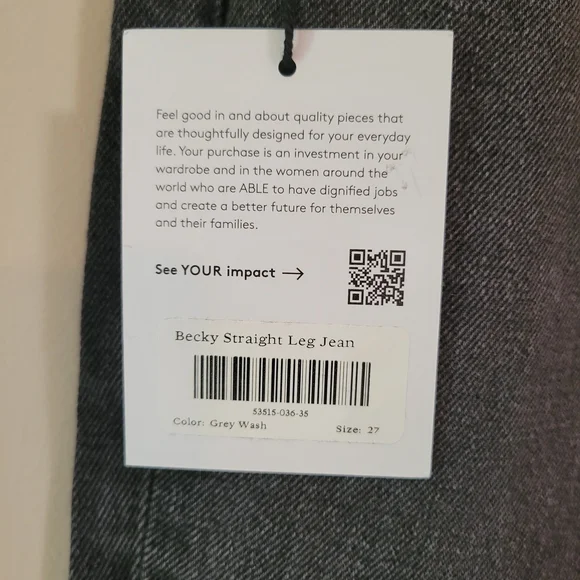 Feel good in and about quality pieces that
are thoughtfully designed for your everyday
life. Your purchase is an investment in your
wardrobe and in the women around the
world who are ABLE to have dignified jobs
and create a better future for themselves
and their families.
See YOUR impact →
Becky Straight Leg Jean
53515-036-35
Color: Grey Wash Size: 27